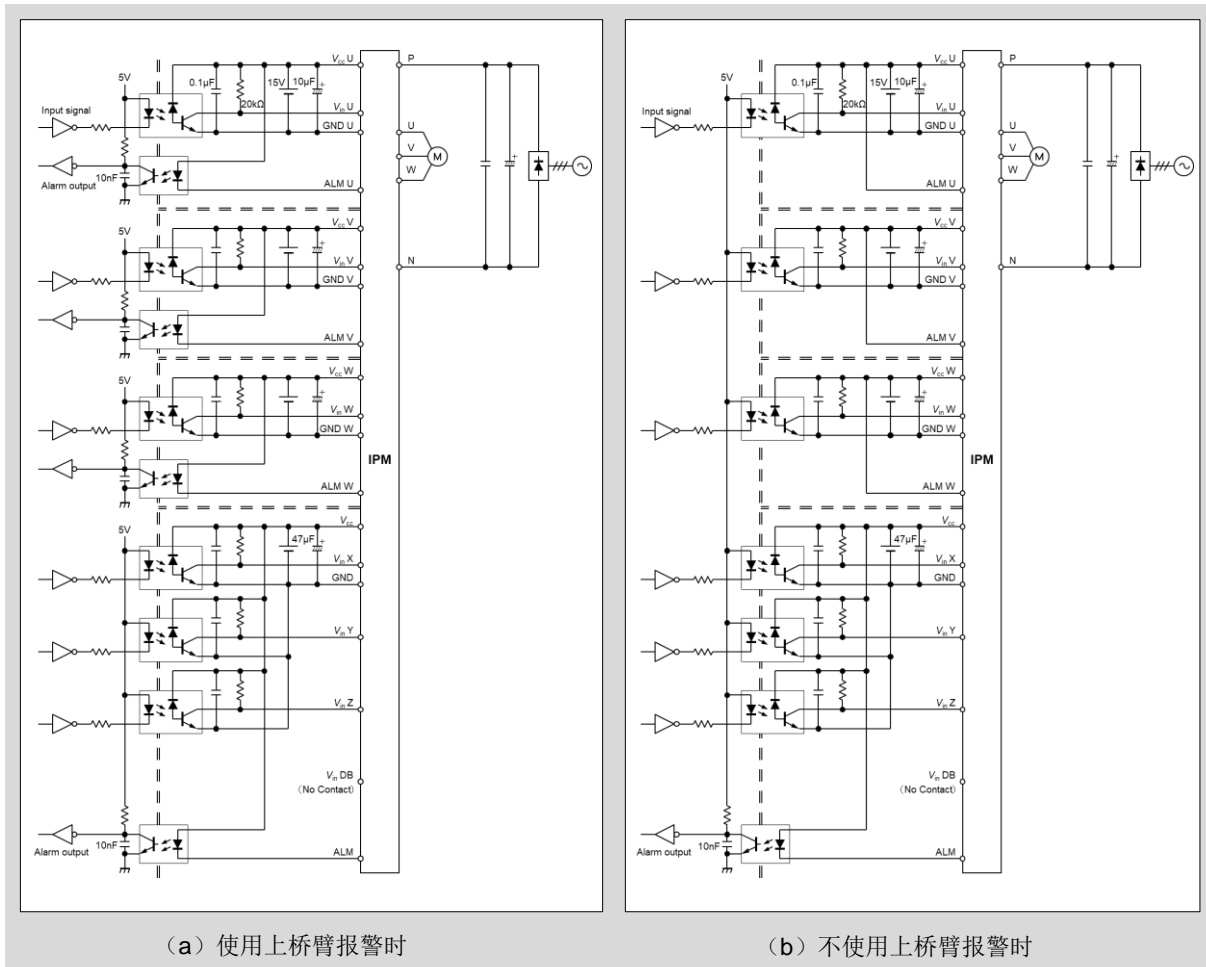 5V
Input signal
Alarm output
10nF
0.1μF
20kΩ
15V
10μF
Vcc U
Vin U
GND U
ALM U
5V
Vcc V
Vin V
GND V
ALM V
5V
Vcc W
Vin W
GND W
ALM W
5V
47μF
Vcc
Vin X
GND
Vin Y
Vin Z
Vin DB
(No Contact)
Alarm output
10nF
ALM
IPM
P
U
V
W
M
N
(a)使用上桥臂报警时
5V
Input signal
0.1μF
20kΩ
15V
10μF
Vcc U
Vin U
GND U
ALM U
Vcc V
Vin V
GND V
ALM V
Vcc W
Vin W
GND W
ALM W
47μF
Vcc
Vin X
GND
Vin Y
Vin Z
Vin DB
(No Contact)
Alarm output
10nF
ALM
IPM
P
U
V
W
M
N
(b)不使用上桥臂报警时